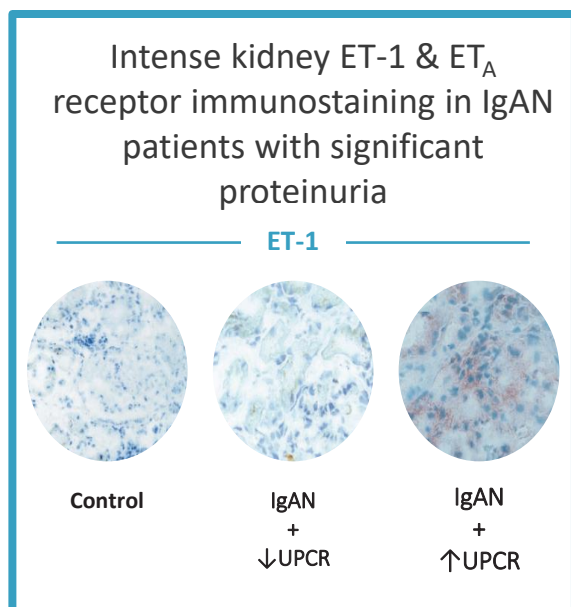 Intense kidney ET-1 & ETA
receptor immunostaining in IgAN
patients with significant
proteinuria
ET-1
Control
IgAN
+
↓UPCR
IgAN
+
↑UPCR